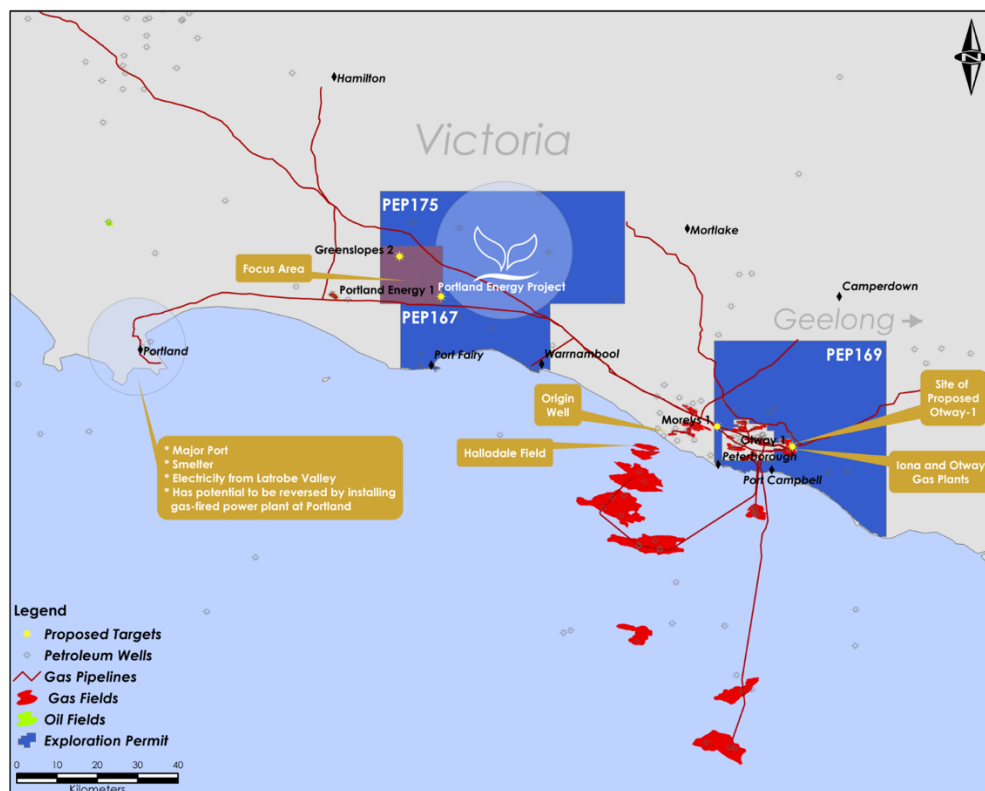 Hamilton
Victoria
PEP175
Greenslopes 2
Mortlake
Focus Area
Portland Energy 1
Portland Energy Project
Camperdown
PEP167
Geelong
Portland
Port Fairy
Warrnambool
PEP169
Origin
Well
Moreys 1
Site of
Proposed
Otway-1
Otway 1
Halladale Field
Peterborough
Port Campbell
Iona and Otway
Gas Plants
* Major Port
* Smelter
* Electricity from Latrobe Valley
* Has potential to be reversed by installing
gas-fired power plant at Portland
Legend
Proposed Targets
Petroleum Wells
Gas Pipelines
Gas Fields
Oil Fields
Exploration Permit
0 10 20 30 40
Kilometers
N